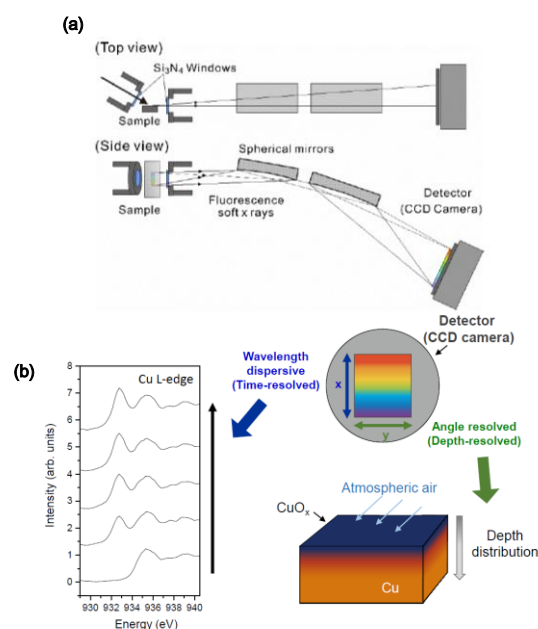 (a)
(Top view)
Si3N4 Windows
Sample
(Side view)
Spherical mirrors
Sample
Fluorescence
soft x rays
Detector
(CCD Camera)
Detector
(CCD camera)
(b)
Wavelength
dispersive
(Time-resolved)
x
y
Angle resolved
(Depth-resolved)
Cu L-edge
8
7
6
5
4
3
2
1
0
Intensity (arb. units)
930 932 934 936 938 940
Energy (eV)
Atmospheric air
CuOx
Cu
Depth
distribution